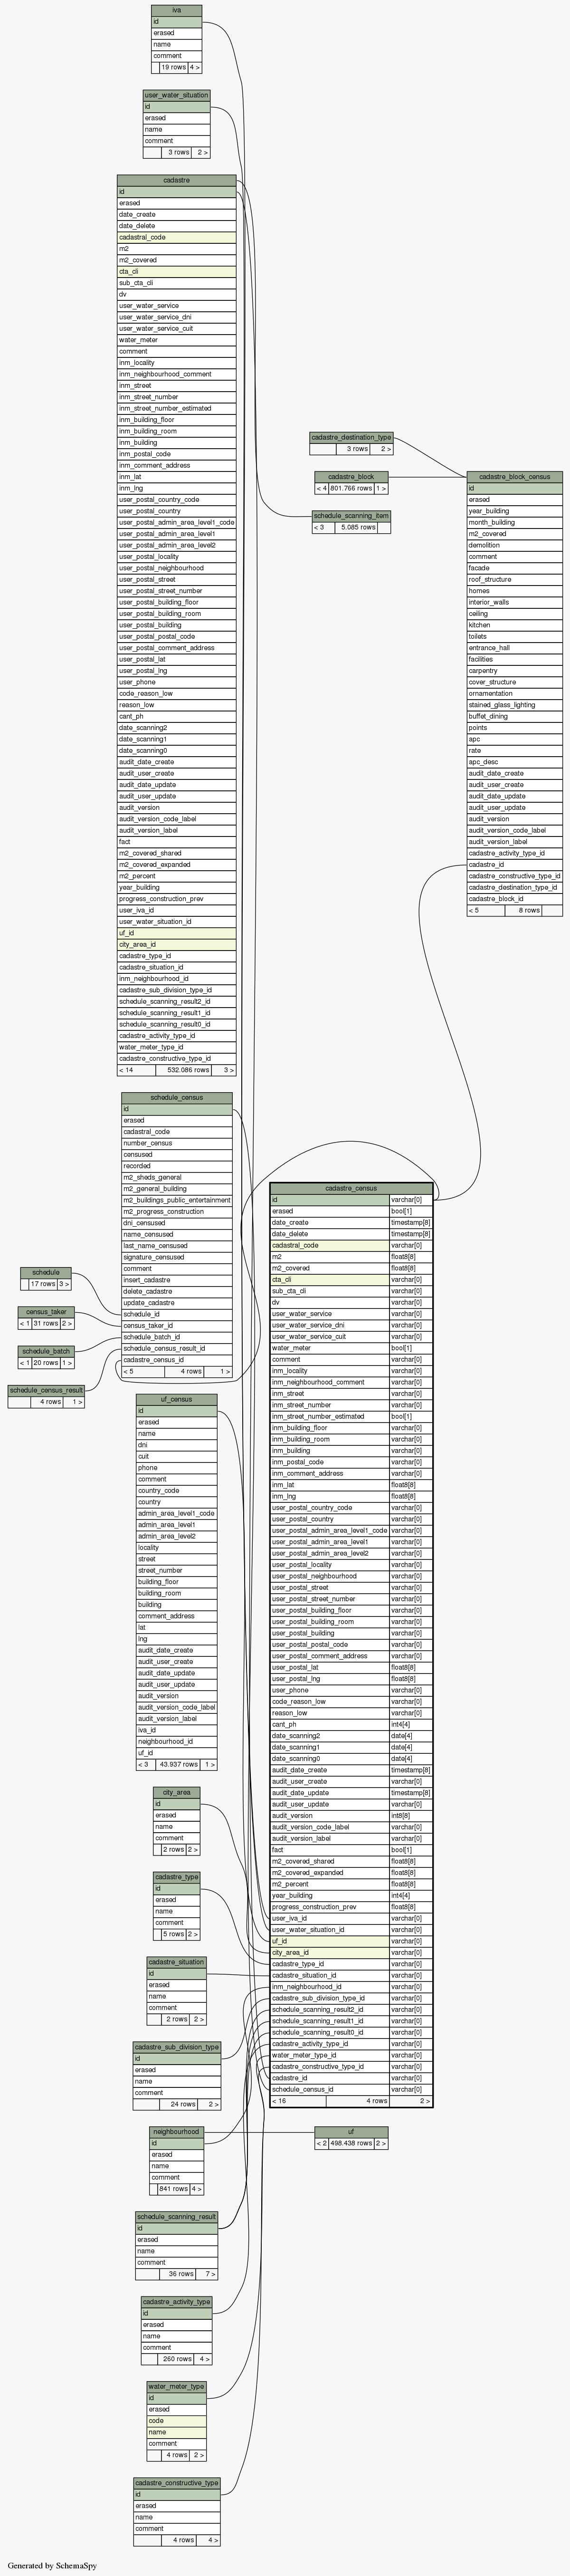 iva
id
erased
name
comment
19 rows 4 >
user_water_situation
id
erased
name
comment
3 rows 2 >
cadastre
id
erased
date_create
date_delete
cadastral_code
m2
m2_covered
cta_cli
sub_cta_cli
dv
user_water_service
user_water_service_dni
user_water_service_cuit
water_meter
comment
inm_locality
inm_neighbourhood_comment
inm_street
inm_street_number
inm_street_number_estimated
inm_building_floor
inm_building_room
inm_building
inm_postal_code
inm_comment_address
inm_lat
inm_lng
user_postal_country_code
user_postal_country
user_postal_admin_area_level1_code
user_postal_admin_area_level1
user_postal_admin_area_level2
user_postal_locality
user_postal_neighbourhood
user_postal_street
user_postal_street_number
user_postal_building_floor
user_postal_building_room
user_postal_building
user_postal_postal_code
user_postal_comment_address
user_postal_lat
user_postal_lng
user_phone
code_reason_low
reason_low
cant_ph
date_scanning2
date_scanning1
date_scanning0
audit_date_create
audit_user_create
audit_date_update
audit_user_update
audit_version
audit_version_code_label
audit_version_label
fact
m2_covered_shared
m2_covered_expanded
m2_percent
year_building
progress_construction_prev
user_iva_id
user_water_situation_id
uf_id
city_area_id
cadastre_type_id
cadastre_situation_id
inm_neighbourhood_id
cadastre_sub_division_type_id
schedule_scanning_result2_id
schedule_scanning_result1_id
schedule_scanning_result0_id
cadastre_activity_type_id
water_meter_type_id
cadastre_constructive_type_id
< 14 532.086 rows 3 >
cadastre_destination_type
3 rows 2 >
cadastre_block
< 4 801.766 rows 1 >
schedule_scanning_item
< 3 5.085 rows
cadastre_block_census
id
erased
year_building
month_building
m2_covered
demolition
comment
facade
roof_structure
homes
interior_walls
ceiling
kitchen
toilets
entrance_hall
facilities
carpentry
cover_structure
ornamentation
stained_glass_lighting
buffet_dining
points
apc
rate
apc_desc
audit_date_create
audit_user_create
audit_date_update
audit_user_update
audit_version
audit_version_code_label
audit_version_label
cadastre_activity_type_id
cadastre_id
cadastre_constructive_type_id
cadastre_destination_type_id
cadastre_block_id
< 5 8 rows
schedule_census
id
erased
cadastral_code
number_census
censused
recorded
m2_sheds_general
m2_general_building
m2_buildings_public_entertainment
m2_progress_construction
dni_censused
name_censused
last_name_censused
signature_censused
comment
insert_cadastre
delete_cadastre
update_cadastre
schedule_id
census_taker_id
schedule_batch_id
schedule_census_result_id
cadastre_census_id
< 5 4 rows 1 >
schedule
17 rows 3 >
census_taker
< 1 31 rows 2 >
schedule_batch
< 1 20 rows 1 >
schedule_census_result
4 rows 1 >
cadastre_census
id varchar[0]
erased bool[1]
date_create timestamp[8]
date_delete timestamp[8]
cadastral_code varchar[0]
m2 float8[8]
m2_covered float8[8]
cta_cli varchar[0]
sub_cta_cli varchar[0]
dv varchar[0]
user_water_service varchar[0]
user_water_service_dni varchar[0]
user_water_service_cuit varchar[0]
water_meter bool[1]
comment varchar[0]
inm_locality varchar[0]
inm_neighbourhood_comment varchar[0]
inm_street varchar[0]
inm_street_number varchar[0]
inm_street_number_estimated bool[1]
inm_building_floor varchar[0]
inm_building_room varchar[0]
inm_building varchar[0]
inm_postal_code varchar[0]
inm_comment_address varchar[0]
inm_lat float8[8]
inm_lng float8[8]
user_postal_country_code varchar[0]
user_postal_country varchar[0]
user_postal_admin_area_level1_code varchar[0]
user_postal_admin_area_level1 varchar[0]
user_postal_admin_area_level2 varchar[0]
user_postal_locality varchar[0]
user_postal_neighbourhood varchar[0]
user_postal_street varchar[0]
user_postal_street_number varchar[0]
user_postal_building_floor varchar[0]
user_postal_building_room varchar[0]
user_postal_building varchar[0]
user_postal_postal_code varchar[0]
user_postal_comment_address varchar[0]
user_postal_lat float8[8]
user_postal_lng float8[8]
user_phone varchar[0]
code_reason_low varchar[0]
reason_low varchar[0]
cant_ph int4[4]
date_scanning2 date[4]
date_scanning1 date[4]
date_scanning0 date[4]
audit_date_create timestamp[8]
audit_user_create varchar[0]
audit_date_update timestamp[8]
audit_user_update varchar[0]
audit_version int8[8]
audit_version_code_label varchar[0]
audit_version_label varchar[0]
fact bool[1]
m2_covered_shared float8[8]
m2_covered_expanded float8[8]
m2_percent float8[8]
year_building int4[4]
progress_construction_prev float8[8]
user_iva_id varchar[0]
user_water_situation_id varchar[0]
uf_id varchar[0]
city_area_id varchar[0]
cadastre_type_id varchar[0]
cadastre_situation_id varchar[0]
inm_neighbourhood_id varchar[0]
cadastre_sub_division_type_id varchar[0]
schedule_scanning_result2_id varchar[0]
schedule_scanning_result1_id varchar[0]
schedule_scanning_result0_id varchar[0]
cadastre_activity_type_id varchar[0]
water_meter_type_id varchar[0]
cadastre_constructive_type_id varchar[0]
cadastre_id varchar[0]
schedule_census_id varchar[0]
< 16 4 rows 2 >
uf_census
id
erased
name
dni
cuit
phone
comment
country_code
country
admin_area_level1_code
admin_area_level1
admin_area_level2
locality
street
street_number
building_floor
building_room
building
comment_address
lat
lng
audit_date_create
audit_user_create
audit_date_update
audit_user_update
audit_version
audit_version_code_label
audit_version_label
iva_id
neighbourhood_id
uf_id
< 3 43.937 rows 1 >
city_area
id
erased
name
comment
2 rows 2 >
cadastre_type
id
erased
name
comment
5 rows 2 >
cadastre_situation
id
erased
name
comment
2 rows 2 >
cadastre_sub_division_type
id
erased
name
comment
24 rows 2 >
neighbourhood
id
erased
name
comment
841 rows 4 >
uf
< 2 498.438 rows 2 >
schedule_scanning_result
id
erased
name
comment
36 rows 7 >
cadastre_activity_type
id
erased
name
comment
260 rows 4 >
water_meter_type
id
erased
code
name
comment
4 rows 2 >
cadastre_constructive_type
id
erased
name
comment
4 rows 4 >
Generated by SchemaSpy